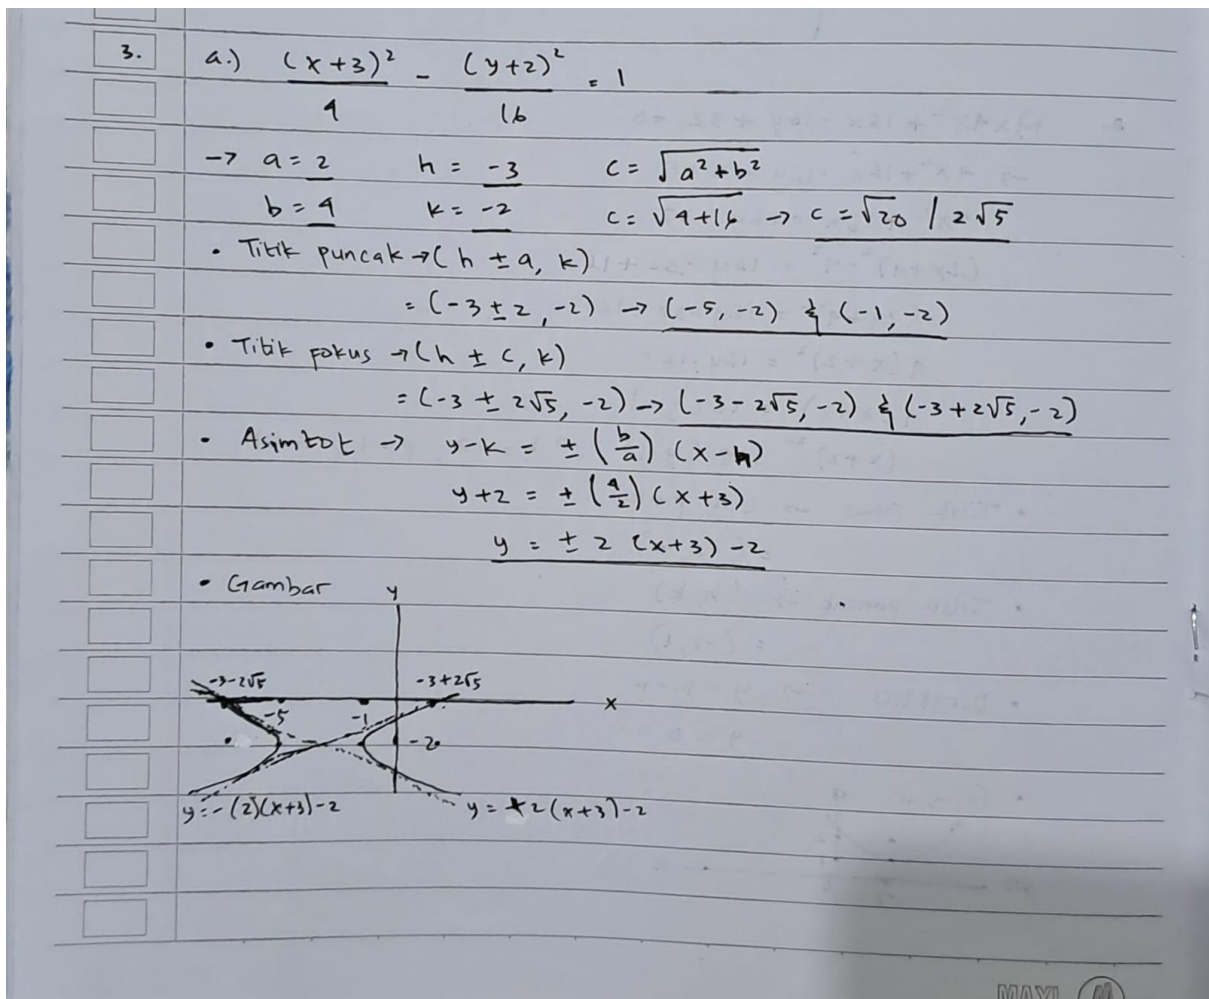 3. a.) (x+3)²/4 - (y+2)²/16 = 1
→ a = 2 h = -3 c = √(a²+b²)
b = 4 k = -2 c = √(4+16) → c = √20 / 2√5
• Titik puncak → (h ± a, k)
= (-3 ± 2, -2) → (-5, -2) & (-1, -2)
• Titik fokus → (h ± c, k)
= (-3 ± 2√5, -2) → (-3 - 2√5, -2) & (-3 + 2√5, -2)
• Asimtot → y-k = ± (b/a) (x-h)
y+2 = ± (4/2) (x+3)
y = ± 2 (x+3) - 2
• Gambar y
-3-2√5 -3+2√5
-5 -1 x
-2
y = -(2)(x+3)-2 y = +2(x+3)-2
MAXI